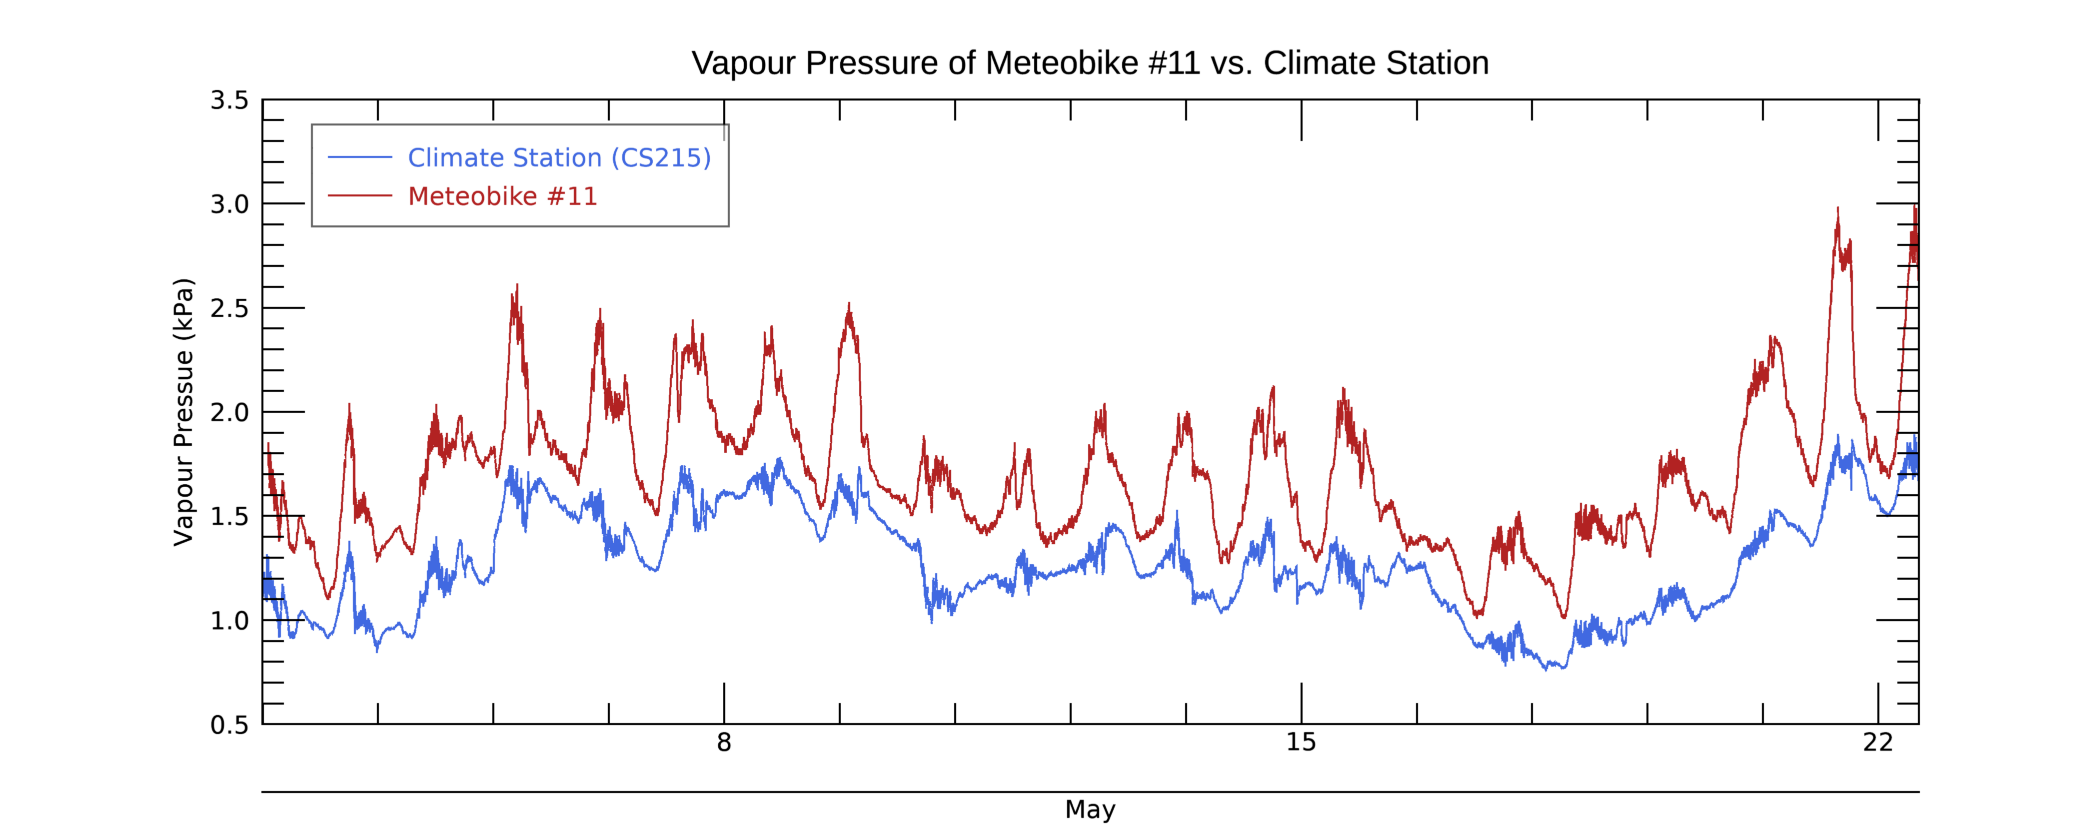 Vapour Pressure of Meteobike #11 vs. Climate Station
3.5
3.0
2.5
2.0
1.5
1.0
0.5
Vapour Pressue (kPa)
Climate Station (CS215)
Meteobike #11
8
15
22
May